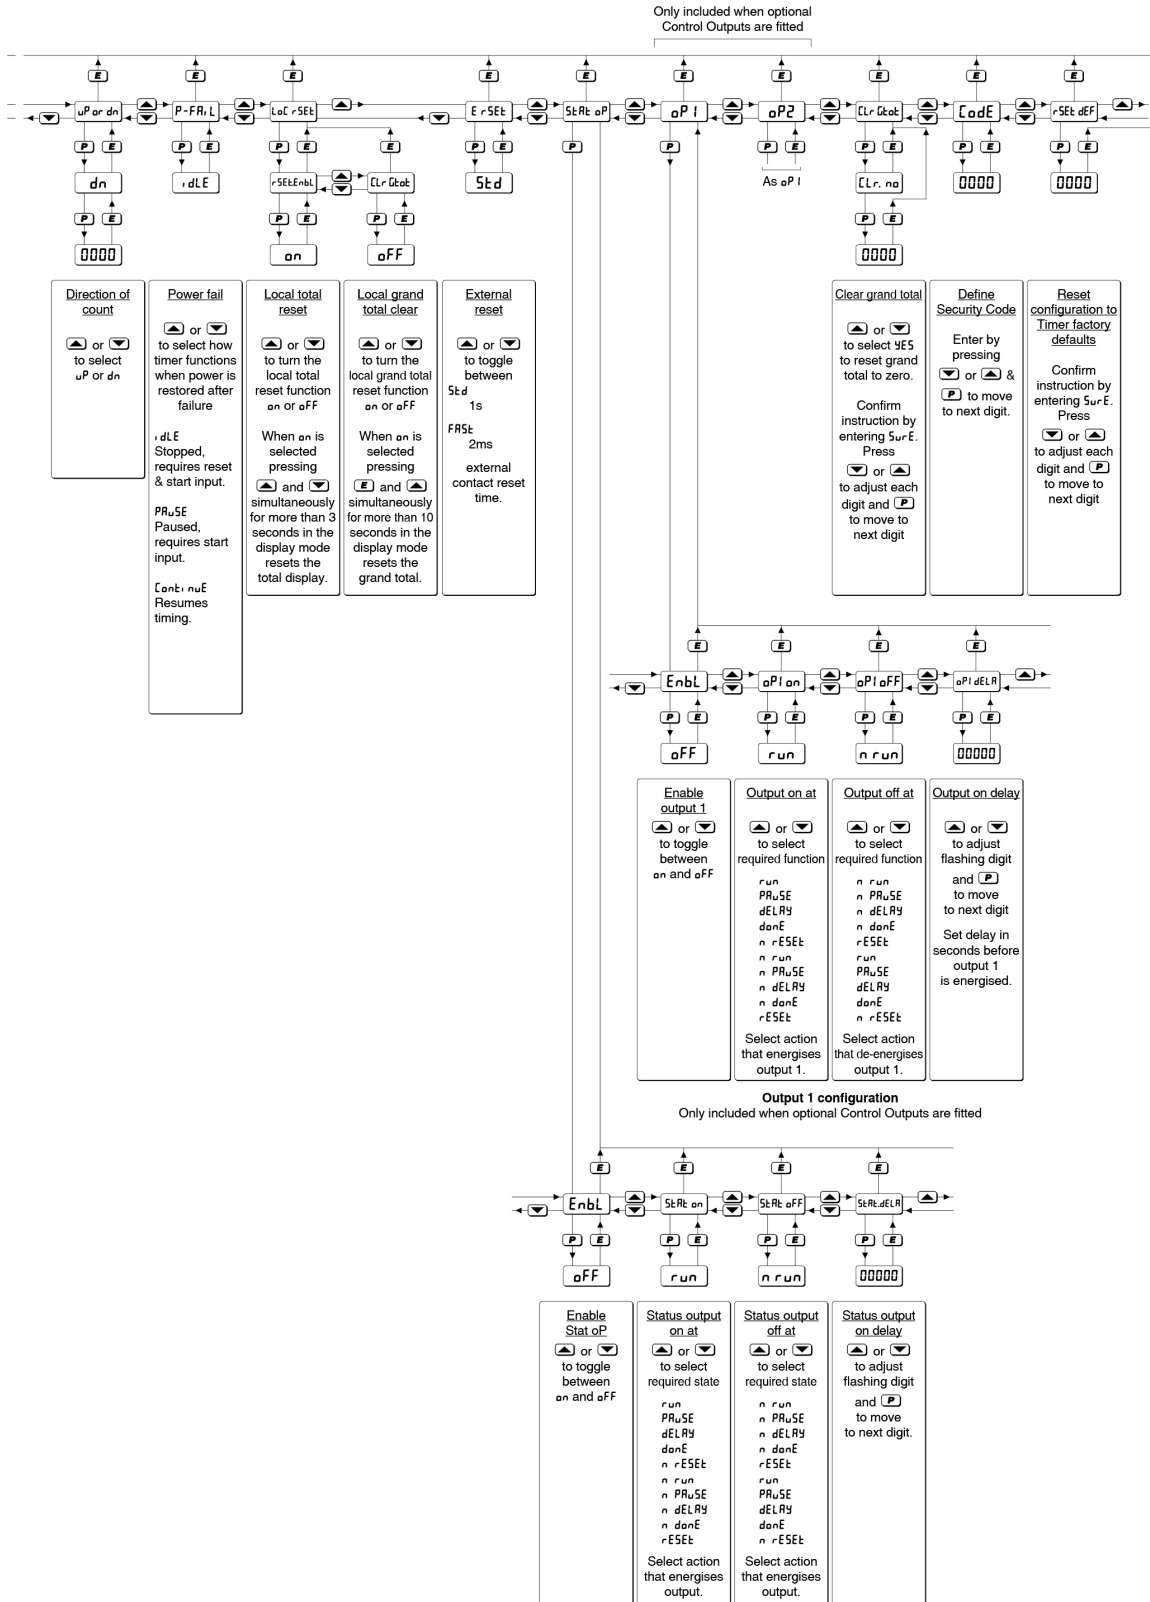 Only included when optional
Control Outputs are fitted
E E E E E E E E E
uP or dn P-FAiL LoC rSEt E rSEt StAt oP oP1 oP2 CLr Gtot CodE rSEt dEF
P E P E P E E P E P P P E P E P E P E
dn idLE rSEt.EnbL CLr Gtot Std As oP1 CLr. no 0000 0000
P E P E P E P E
0000 on oFF 0000
Direction of
count
or
to select
uP or dn
Power fail
or
to select how
timer functions
when power is
restored after
failure
idLE
Stopped,
requires reset
& start input.
PAuSE
Paused,
requires start
input.
ContinuE
Resumes
timing.
Local total
reset
or
to turn the
local total
reset function
on or oFF
When on is
selected
pressing
and
simultaneously
for more than 3
seconds in the
display mode
resets the
total display.
Local grand
total clear
or
to turn the
local grand total
reset function
on or oFF
When on is
selected
pressing
E and
simultaneously
for more than 10
seconds in the
display mode
resets the
grand total.
External
reset
or
to toggle
between
Std
1s
FASt
2ms
external
contact reset
time.
Clear grand total
or
to select YES
to reset grand
total to zero.
Confirm
instruction by
entering SurE.
Press
or
to adjust each
digit and P
to move to
next digit
Define
Security Code
Enter by
pressing
or &
P to move
to next digit.
Reset
configuration to
Timer factory
defaults
Confirm
instruction by
entering SurE.
Press
or
to adjust each
digit and P
to move to
next digit
E E E E
EnbL oP1 on oP1 oFF oP1 dELA
P E P E P E P E
oFF run n run 00000
Enable
output 1
or
to toggle
between
on and oFF
Output on at
or
to select
required function
run
PAuSE
dELAY
donE
n rESEt
n run
n PAuSE
n dELAY
n donE
rESEt
Select action
that energises
output 1.
Output off at
or
to select
required function
n run
n PAuSE
n dELAY
n donE
rESEt
run
PAuSE
dELAY
donE
n rESEt
Select action
that de-energises
output 1.
Output on delay
or
to adjust
flashing digit
and P
to move
to next digit
Set delay in
seconds before
output 1
is energised.
Output 1 configuration
Only included when optional Control Outputs are fitted
E E E E
EnbL StAt on StAt oFF StAt.dELA
P E P E P E P E
oFF run n run 00000
Enable
Stat oP
or
to toggle
between
on and oFF
Status output
on at
or
to select
required state
run
PAuSE
dELAY
donE
n rESEt
n run
n PAuSE
n dELAY
n donE
rESEt
Select action
that energises
output.
Status output
off at
or
to select
required state
n run
n PAuSE
n dELAY
n donE
rESEt
run
PAuSE
dELAY
donE
n rESEt
Select action
that energises
output.
Status output
on delay
or
to adjust
flashing digit
and P
to move
to next digit.